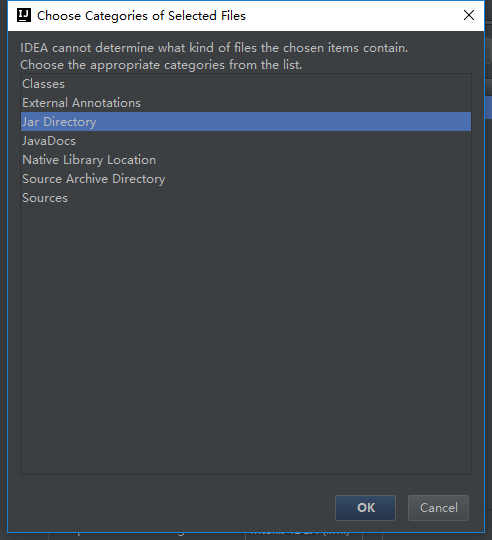 IJ
Choose Categories of Selected Files
IDEA cannot determine what kind of files the chosen items contain.
Choose the appropriate categories from the list.
Classes
External Annotations
Jar Directory
JavaDocs
Native Library Location
Source Archive Directory
Sources
OK
Cancel